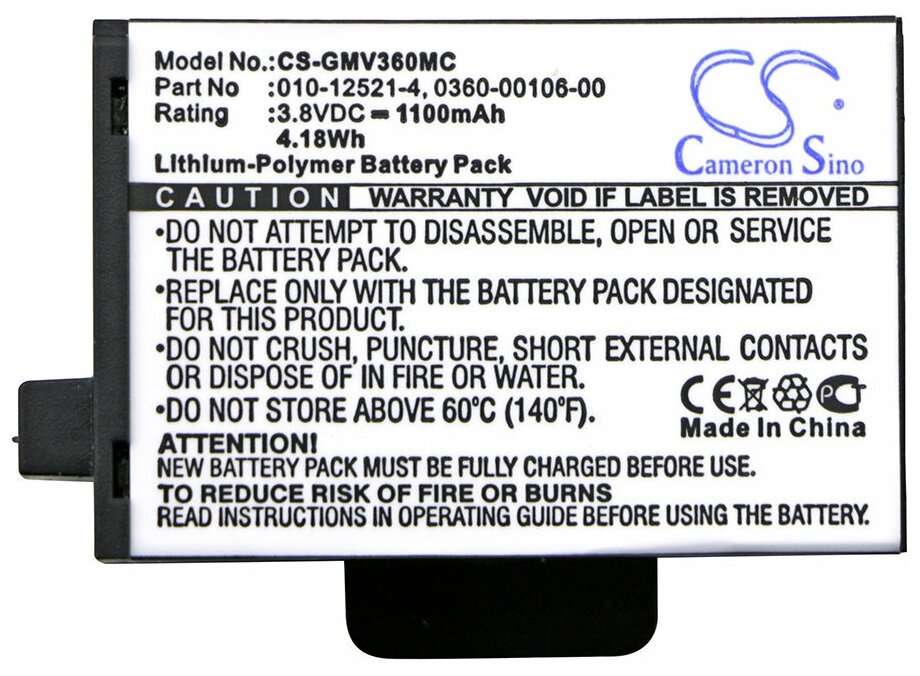 Model No.:CS-GMV360MC
Part No :010-12521-4, 0360-00106-00
Rating :3.8VDC ⎓ 1100mAh
4.18Wh
Lithium-Polymer Battery Pack
CS ®
Cameron Sino
CAUTION WARRANTY VOID IF LABEL IS REMOVED
•DO NOT ATTEMPT TO DISASSEMBLE, OPEN OR SERVICE
THE BATTERY PACK.
•REPLACE ONLY WITH THE BATTERY PACK DESIGNATED
FOR THIS PRODUCT.
•DO NOT CRUSH, PUNCTURE, SHORT EXTERNAL CONTACTS
OR DISPOSE OF IN FIRE OR WATER.
•DO NOT STORE ABOVE 60°C (140°F).
CE PCT
Made In China
ATTENTION!
NEW BATTERY PACK MUST BE FULLY CHARGED BEFORE USE.
TO REDUCE RISK OF FIRE OR BURNS
READ INSTRUCTIONS IN OPERATING GUIDE BEFORE USING THE BATTERY.